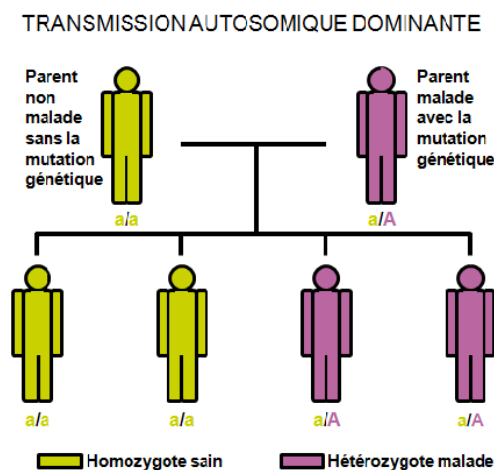 TRANSMISSION AUTOSOMIQUE DOMINANTE
Parent
non
malade
sans la
mutation
génétique
Parent
malade
avec la
mutation
génétique
a/a
a/A
a/a
a/a
a/A
a/A
Homozygote sain
Hétérozygote malade